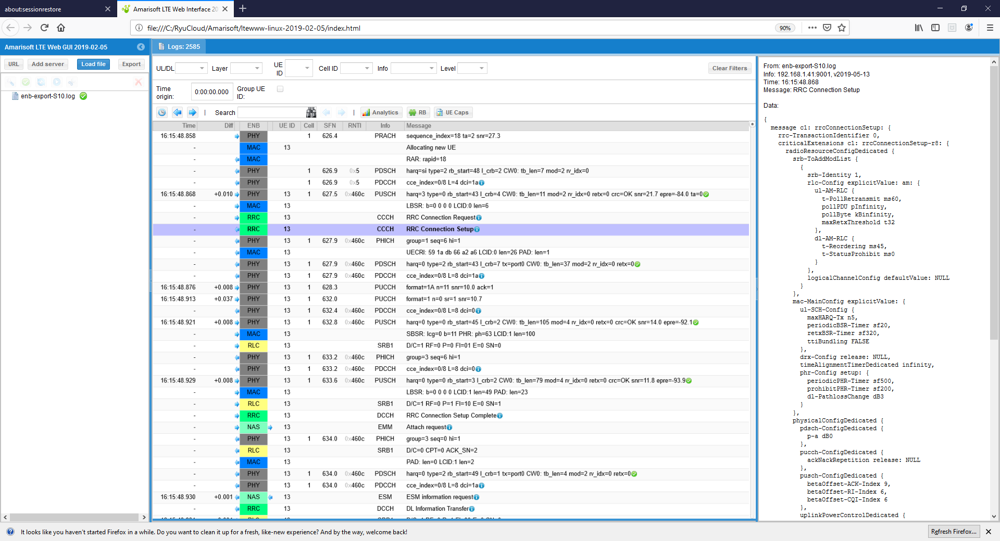 about:sessionrestore
Amarisoft LTE Web Interface 20
file:///C:/RyuCloud/Amarisoft/ltewww-linux-2019-02-05/index.html
90%
Amarisoft LTE Web GUI 2019-02-05
Logs: 2585
URL Add server Load file Export
enb-export-S10.log
UL/DL Layer UE ID Cell ID Info Level Clear Filters
Time origin: 0:00:00.000 Group UE ID:
| Search | Analytics RB UE Caps
Time Diff ENB UE ID Cell SFN RNTI Info Message
16:15:48.858 PHY 1 626.4 PRACH sequence_index=18 ta=2 snr=27.3
- MAC 13 Allocating new UE
- MAC RAR: rapid=18
- PHY 1 626.9 0x5 PDSCH harq=si type=2 rb_start=48 l_crb=2 CW0: tb_len=7 mod=2 rv_idx=0
- PHY 1 626.9 0x5 PDCCH cce_index=0/8 L=4 dci=1a
16:15:48.868 +0.010 PHY 13 1 627.5 0x460c PUSCH harq=3 type=0 rb_start=43 l_crb=4 CW0: tb_len=11 mod=2 rv_idx=0 retx=0 crc=OK snr=21.7 epre=-84.0 ta=0
- MAC 13 LBSR: b=0 0 0 0 LCID:0 len=6
- RRC 13 CCCH RRC Connection Request
- RRC 13 CCCH RRC Connection Setup
- PHY 13 1 627.9 0x460c PHICH group=1 seq=6 hi=1
- MAC 13 UECRI: 59 1a db 66 a2 a6 LCID:0 len=26 PAD: len=1
- PHY 13 1 627.9 0x460c PDSCH harq=0 type=2 rb_start=43 l_crb=7 tx=port0 CW0: tb_len=37 mod=2 rv_idx=0 retx=0
- PHY 13 1 627.9 0x460c PDCCH cce_index=0/8 L=8 dci=1a
16:15:48.876 +0.008 PHY 13 1 628.3 PUCCH format=1A n=11 snr=10.0 ack=1
16:15:48.913 +0.037 PHY 13 1 632.0 PUCCH format=1 n=0 sr=1 snr=10.7
- PHY 13 1 632.4 0x460c PDCCH cce_index=0/8 L=8 dci=0
16:15:48.921 +0.008 PHY 13 1 632.8 0x460c PUSCH harq=0 type=0 rb_start=45 l_crb=2 CW0: tb_len=105 mod=4 rv_idx=0 retx=0 crc=OK snr=14.0 epre=-92.1
- MAC 13 SBSR: lcg=0 b=11 PHR: ph=63 LCID:1 len=100
- RLC 13 SRB1 D/C=1 RF=0 P=0 FI=01 E=0 SN=0
- PHY 13 1 633.2 0x460c PHICH group=3 seq=6 hi=1
- PHY 13 1 633.2 0x460c PDCCH cce_index=0/8 L=8 dci=0
16:15:48.929 +0.008 PHY 13 1 633.6 0x460c PUSCH harq=0 type=0 rb_start=3 l_crb=2 CW0: tb_len=79 mod=4 rv_idx=0 retx=0 crc=OK snr=11.8 epre=-93.9
- MAC 13 LBSR: b=0 0 0 0 LCID:1 len=49 PAD: len=23
- RLC 13 SRB1 D/C=1 RF=0 P=1 FI=10 E=0 SN=1
- RRC 13 DCCH RRC Connection Setup Complete
- NAS 13 EMM Attach request
- PHY 13 1 634.0 0x460c PHICH group=3 seq=0 hi=1
- RLC 13 SRB1 D/C=0 CPT=0 ACK_SN=2
- MAC 13 PAD: len=0 LCID:1 len=2
- PHY 13 1 634.0 0x460c PDSCH harq=0 type=2 rb_start=49 l_crb=1 tx=port0 CW0: tb_len=4 mod=2 rv_idx=0 retx=0
- PHY 13 1 634.0 0x460c PDCCH cce_index=0/8 L=8 dci=1a
16:15:48.930 +0.001 NAS 13 ESM ESM information request
- RRC 13 DCCH DL Information Transfer
From: enb-export-S10.log
Info: 192.168.1.41:9001, v2019-05-13
Time: 16:15:48.868
Message: RRC Connection Setup
Data:
{
message c1: rrcConnectionSetup: {
rrc-TransactionIdentifier 0,
criticalExtensions c1: rrcConnectionSetup-r8: {
radioResourceConfigDedicated {
srb-ToAddModList {
{
srb-Identity 1,
rlc-Config explicitValue: am: {
ul-AM-RLC {
t-PollRetransmit ms60,
pollPDU pInfinity,
pollByte kBinfinity,
maxRetxThreshold t32
},
dl-AM-RLC {
t-Reordering ms45,
t-StatusProhibit ms0
}
},
logicalChannelConfig defaultValue: NULL
}
},
mac-MainConfig explicitValue: {
ul-SCH-Config {
maxHARQ-Tx n5,
periodicBSR-Timer sf20,
retxBSR-Timer sf320,
ttiBundling FALSE
},
drx-Config release: NULL,
timeAlignmentTimerDedicated infinity,
phr-Config setup: {
periodicPHR-Timer sf500,
prohibitPHR-Timer sf200,
dl-PathlossChange dB3
}
},
physicalConfigDedicated {
pdsch-ConfigDedicated {
p-a dB0
},
pucch-ConfigDedicated {
ackNackRepetition release: NULL
},
pusch-ConfigDedicated {
betaOffset-ACK-Index 9,
betaOffset-RI-Index 6,
betaOffset-CQI-Index 6
},
uplinkPowerControlDedicated {
It looks like you haven't started Firefox in a while. Do you want to clean it up for a fresh, like-new experience? And by the way, welcome back!
Refresh Firefox...